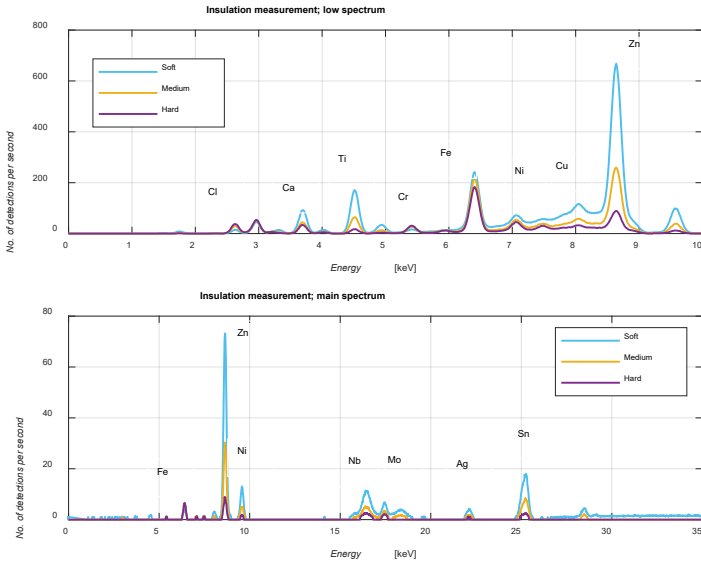 Insulation measurement; low spectrum
No. of detections per second
800
600
400
200
0
Soft
Medium
Hard
Cl
Ca
Ti
Cr
Fe
Ni
Cu
Zn
0 1 2 3 4 5 6 7 8 9 10
Energy [keV]
Insulation measurement; main spectrum
No. of detections per second
80
60
40
20
0
Fe
Zn
Ni
Nb
Mo
Ag
Sn
Soft
Medium
Hard
0 5 10 15 20 25 30 35
Energy [keV]